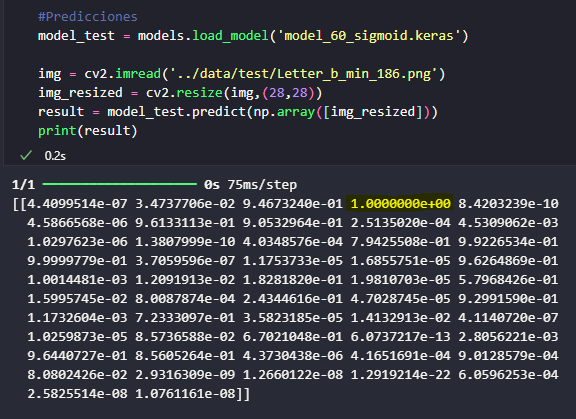 #Predicciones
model_test = models.load_model('model_60_sigmoid.keras')
img = cv2.imread('../data/test/Letter_b_min_186.png')
img_resized = cv2.resize(img,(28,28))
result = model_test.predict(np.array([img_resized]))
print(result)
✓ 0.2s
1/1 ━━━━━━━━━━━━━━━━━━━━ 0s 75ms/step
[[4.4099514e-07 3.4737706e-02 9.4673240e-01 1.0000000e+00 8.4203239e-10
4.5866568e-06 9.6133111e-01 9.0532964e-01 2.5135020e-04 4.5309062e-03
1.0297623e-06 1.3807999e-10 4.0348576e-04 7.9425508e-01 9.9226534e-01
9.9999779e-01 3.7059596e-07 1.1753733e-05 1.6855751e-05 9.6264869e-01
1.0014481e-03 1.2091913e-02 1.8281820e-01 1.9810703e-05 5.7968426e-01
1.5995745e-02 8.0087874e-04 2.4344616e-01 4.7028745e-05 9.2991590e-01
1.1732604e-03 7.2333097e-01 3.5823185e-05 1.4132913e-02 4.1140720e-07
1.0259873e-05 8.5736588e-02 6.7021048e-01 6.0737217e-13 2.8056221e-03
9.6440727e-01 8.5605264e-01 4.3730438e-06 4.1651691e-04 9.0128579e-04
8.0802426e-02 2.9316309e-09 1.2660122e-08 1.2919214e-22 6.0596253e-04
2.5825514e-08 1.0761161e-08]]